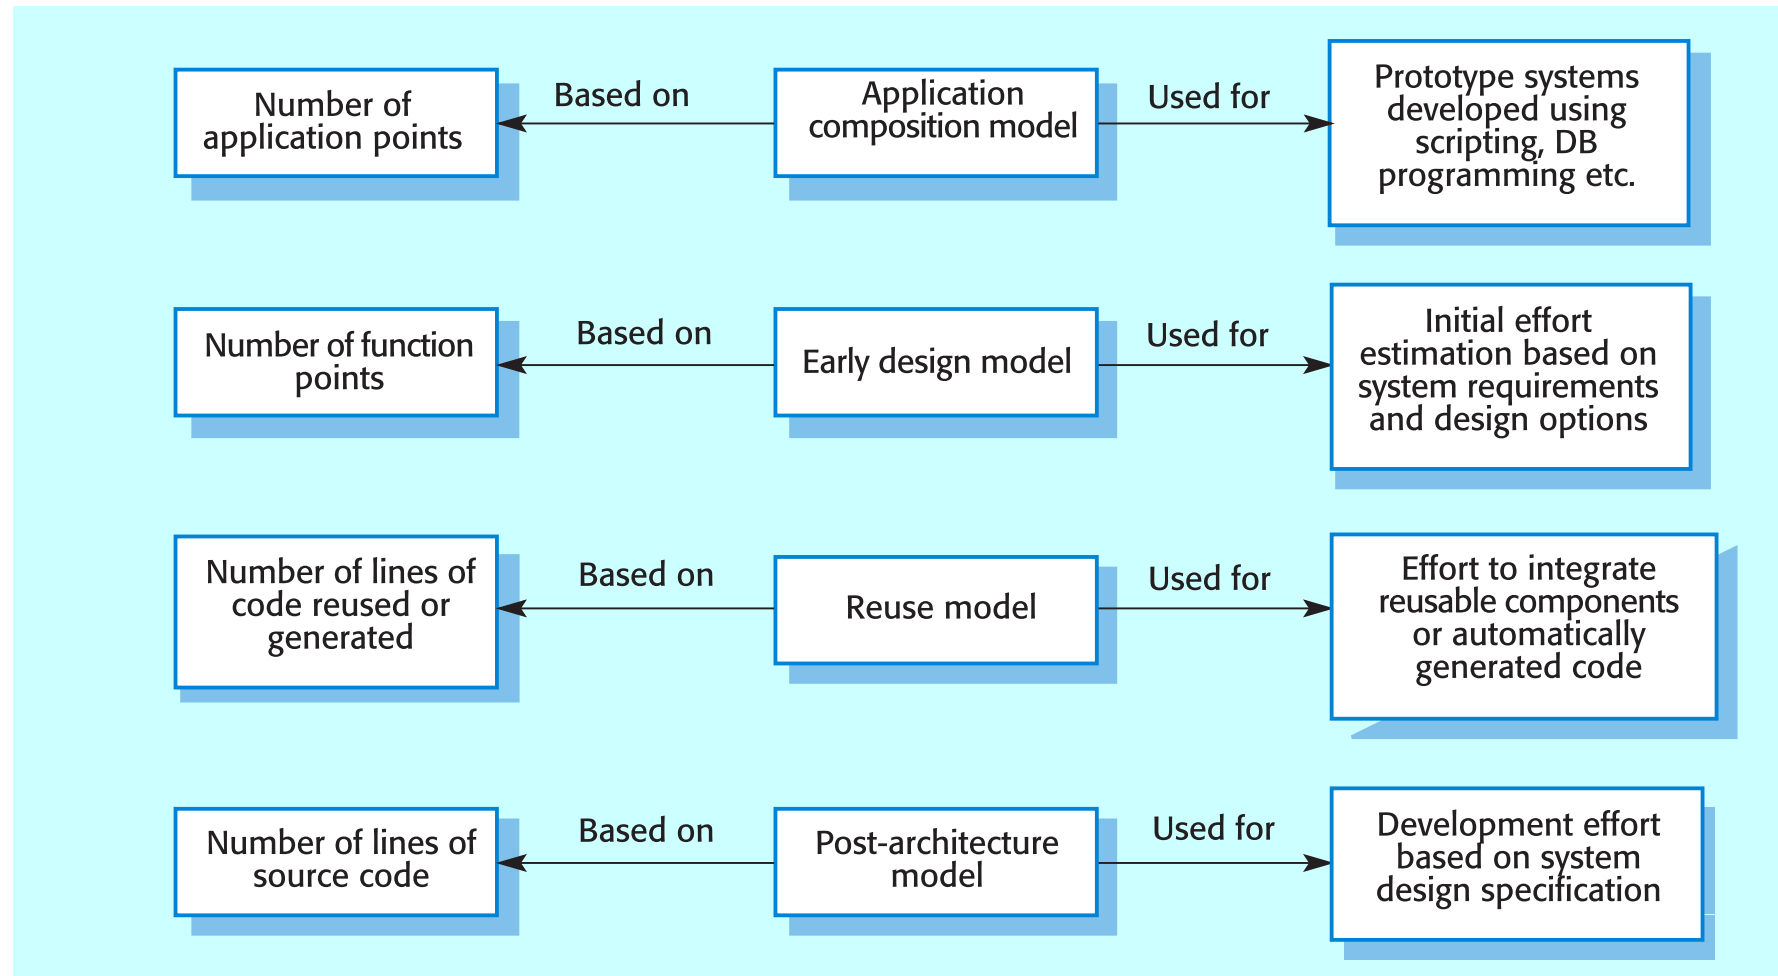 Number of
application points
Based on
Application
composition model
Used for
Prototype systems
developed using
scripting, DB
programming etc.
Number of function
points
Based on
Early design model
Used for
Initial effort
estimation based on
system requirements
and design options
Number of lines of
code reused or
generated
Based on
Reuse model
Used for
Effort to integrate
reusable components
or automatically
generated code
Number of lines of
source code
Based on
Post-architecture
model
Used for
Development effort
based on system
design specification